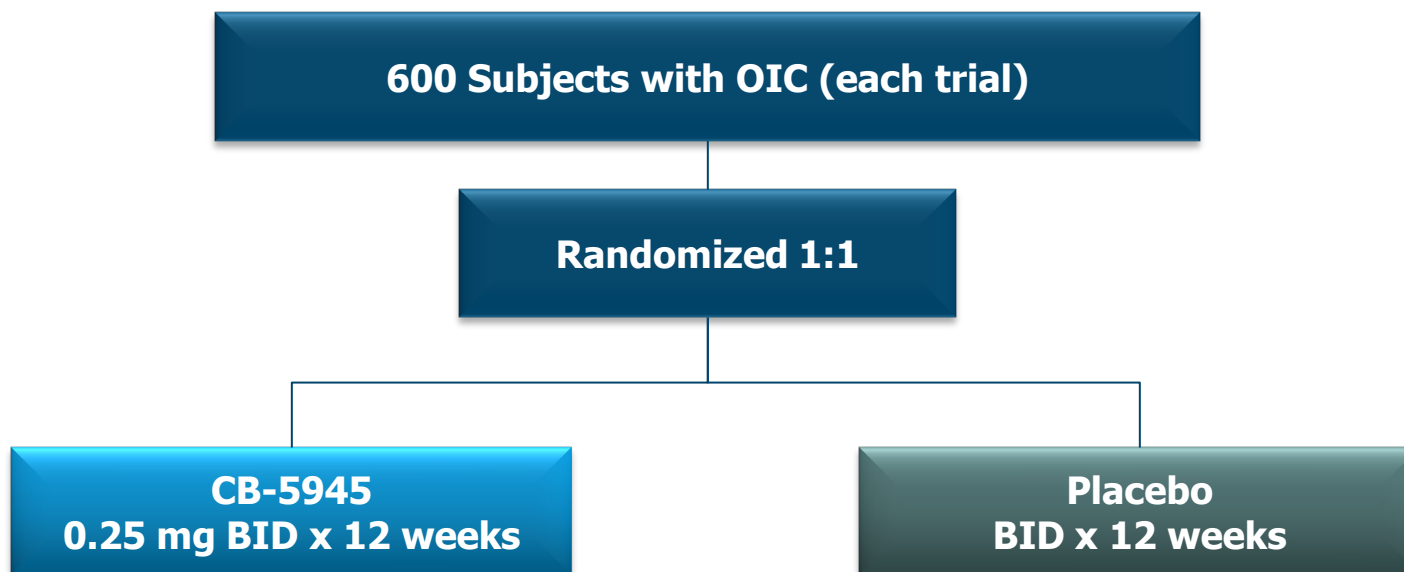 600 Subjects with OIC (each trial)
Randomized 1:1
CB-5945
0.25 mg BID x 12 weeks
Placebo
BID x 12 weeks